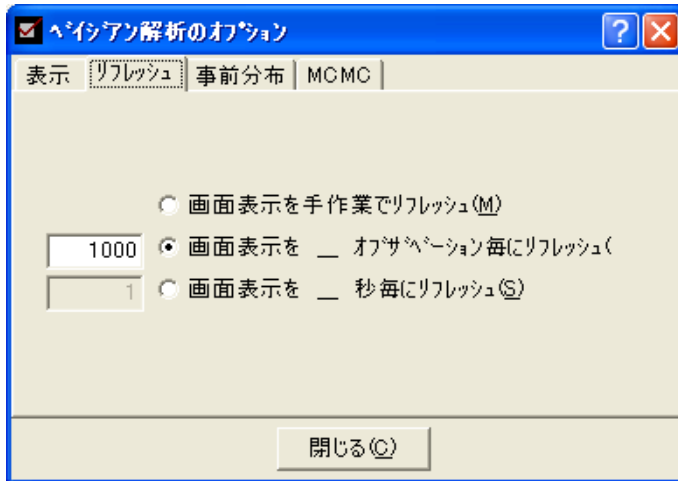 ﾍﾞｲｼﾞｱﾝ解析のｵﾌﾟｼｮﾝ
表示 ﾘﾌﾚｯｼｭ 事前分布 MCMC
画面表示を手作業でﾘﾌﾚｯｼｭ(M)
1000 画面表示を __ ｵﾌﾞｻﾞﾍﾞｰｼｮﾝ毎にﾘﾌﾚｯｼｭ(
1 画面表示を __ 秒毎にﾘﾌﾚｯｼｭ(S)
閉じる(C)